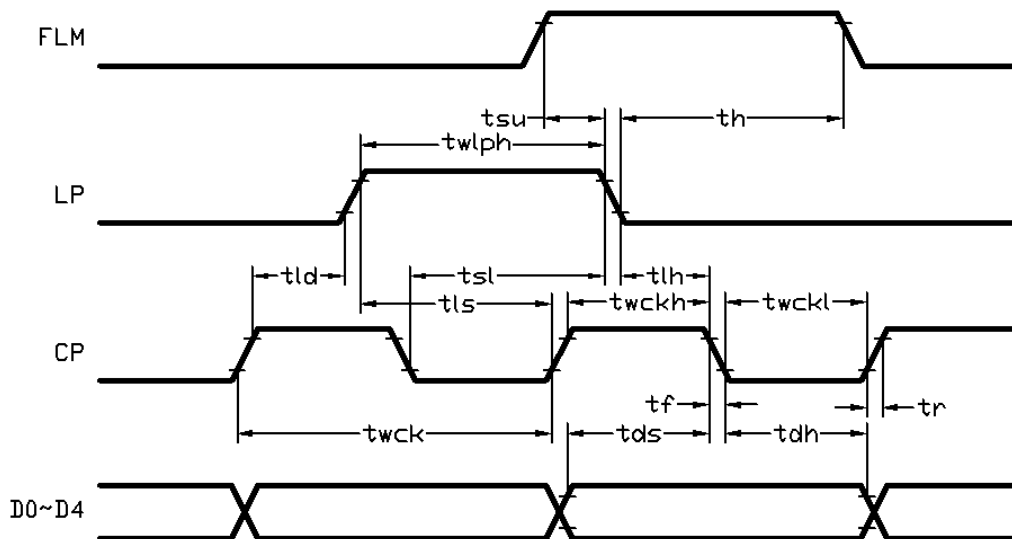 FLM
tsu
th
twlph
LP
tld
tsl
tlh
tls
twckh
twckl
CP
tf
tr
twck
tds
tdh
D0~D4